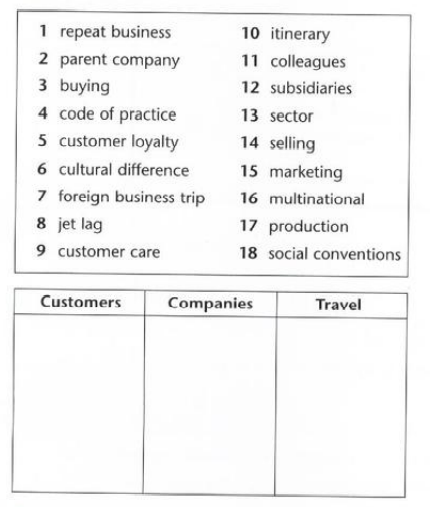 1 repeat business
2 parent company
3 buying
4 code of practice
5 customer loyalty
6 cultural difference
7 foreign business trip
8 jet lag
9 customer care
10 itinerary
11 colleagues
12 subsidiaries
13 sector
14 selling
15 marketing
16 multinational
17 production
18 social conventions
Customers Companies Travel